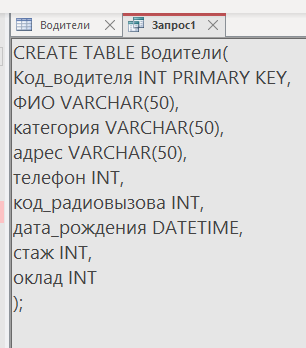 Водители
Запрос1
CREATE TABLE Водители(
Код_водителя INT PRIMARY KEY,
ФИО VARCHAR(50),
категория VARCHAR(50),
адрес VARCHAR(50),
телефон INT,
код_радиовызова INT,
дата_рождения DATETIME,
стаж INT,
оклад INT
);